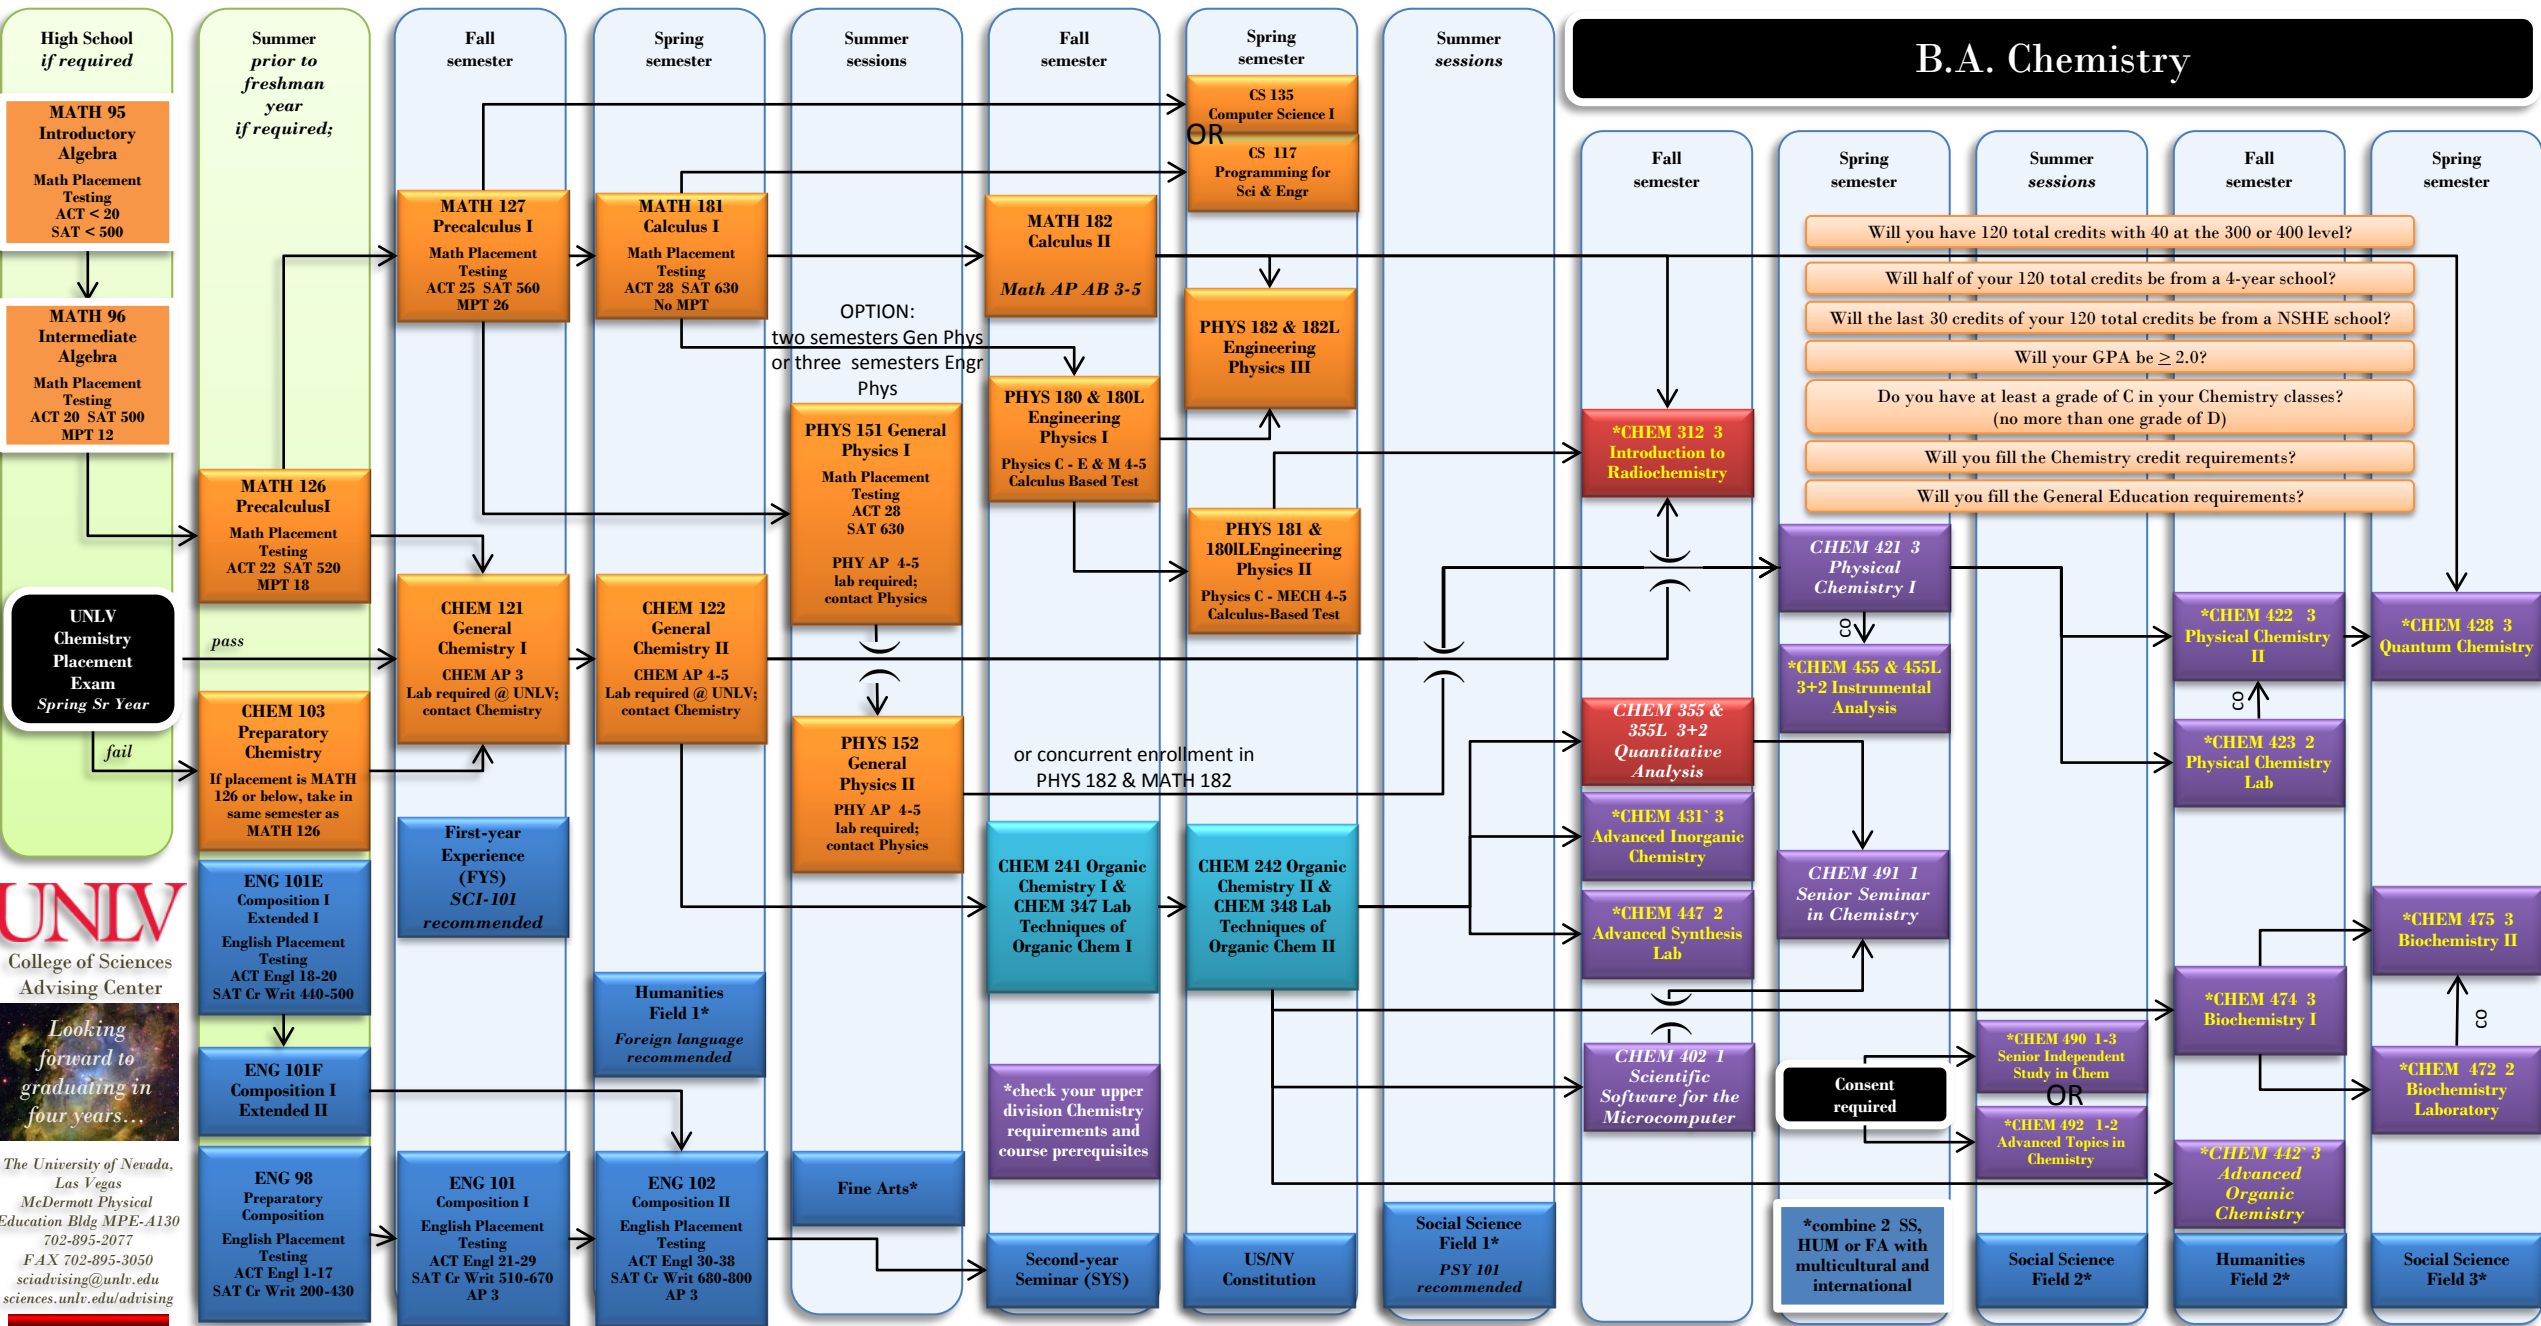 High School
if required
MATH 95
Introductory
Algebra
Math Placement
Testing
ACT < 20
SAT < 500
MATH 96
Intermediate
Algebra
Math Placement
Testing
ACT 20 SAT 500
MPT 12
UNLV
Chemistry
Placement
Exam
Spring Sr Year
pass
fail
UNLV
College of Sciences
Advising Center
Looking
forward to
graduating in
four years…
The University of Nevada,
Las Vegas
McDermott Physical
Education Bldg MPE-A130
702-895-2077
FAX 702-895-3050
sciadvising@unlv.edu
sciences.unlv.edu/advising
Summer
prior to
freshman
year
if required;
MATH 126
PrecalculusI
Math Placement
Testing
ACT 22 SAT 520
MPT 18
CHEM 103
Preparatory
Chemistry
If placement is MATH
126 or below, take in
same semester as
MATH 126
ENG 101E
Composition I
Extended I
English Placement
Testing
ACT Engl 18-20
SAT Cr Writ 440-500
ENG 101F
Composition I
Extended II
ENG 98
Preparatory
Composition
English Placement
Testing
ACT Engl 1-17
SAT Cr Writ 200-430
Fall
semester
MATH 127
Precalculus I
Math Placement
Testing
ACT 25 SAT 560
MPT 26
CHEM 121
General
Chemistry I
CHEM AP 3
Lab required @ UNLV;
contact Chemistry
First-year
Experience
(FYS)
SCI-101
recommended
ENG 101
Composition I
English Placement
Testing
ACT Engl 21-29
SAT Cr Writ 510-670
AP 3
Spring
semester
MATH 181
Calculus I
Math Placement
Testing
ACT 28 SAT 630
No MPT
CHEM 122
General
Chemistry II
CHEM AP 4-5
Lab required @ UNLV;
contact Chemistry
Humanities
Field 1*
Foreign language
recommended
ENG 102
Composition II
English Placement
Testing
ACT Engl 30-38
SAT Cr Writ 680-800
AP 3
Summer
sessions
OPTION:
two semesters Gen Phys
or three semesters Engr
Phys
PHYS 151 General
Physics I
Math Placement
Testing
ACT 28
SAT 630
PHY AP 4-5
lab required;
contact Physics
PHYS 152
General
Physics II
PHY AP 4-5
lab required;
contact Physics
Fine Arts*
Fall
semester
MATH 182
Calculus II
Math AP AB 3-5
PHYS 180 & 180L
Engineering
Physics I
Physics C - E & M 4-5
Calculus Based Test
or concurrent enrollment in
PHYS 182 & MATH 182
CHEM 241 Organic
Chemistry I &
CHEM 347 Lab
Techniques of
Organic Chem I
*check your upper
division Chemistry
requirements and
course prerequisites
Second-year
Seminar (SYS)
Spring
semester
CS 135
Computer Science I
OR
CS 117
Programming for
Sci & Engr
PHYS 182 & 182L
Engineering
Physics III
PHYS 181 &
180lLEngineering
Physics II
Physics C - MECH 4-5
Calculus-Based Test
CHEM 242 Organic
Chemistry II &
CHEM 348 Lab
Techniques of
Organic Chem II
US/NV
Constitution
Summer
sessions
Social Science
Field 1*
PSY 101
recommended
B.A. Chemistry
Fall
semester
*CHEM 312 3
Introduction to
Radiochemistry
CHEM 355 &
355L 3+2
Quantitative
Analysis
*CHEM 431` 3
Advanced Inorganic
Chemistry
*CHEM 447 2
Advanced Synthesis
Lab
CHEM 402 1
Scientific
Software for the
Microcomputer
Spring
semester
Will you have 120 total credits with 40 at the 300 or 400 level?
Will half of your 120 total credits be from a 4-year school?
Will the last 30 credits of your 120 total credits be from a NSHE school?
Will your GPA be ≥ 2.0?
Do you have at least a grade of C in your Chemistry classes?
(no more than one grade of D)
Will you fill the Chemistry credit requirements?
Will you fill the General Education requirements?
CHEM 421 3
Physical
Chemistry I
co
*CHEM 455 & 455L
3+2 Instrumental
Analysis
CHEM 491 1
Senior Seminar
in Chemistry
Consent
required
*combine 2 SS,
HUM or FA with
multicultural and
international
Summer
sessions
*CHEM 490 1-3
Senior Independent
Study in Chem
OR
*CHEM 492 1-2
Advanced Topics in
Chemistry
Social Science
Field 2*
Fall
semester
*CHEM 422 3
Physical Chemistry
II
co
*CHEM 423 2
Physical Chemistry
Lab
*CHEM 474 3
Biochemistry I
*CHEM 442` 3
Advanced
Organic
Chemistry
Humanities
Field 2*
Spring
semester
*CHEM 428 3
Quantum Chemistry
*CHEM 475 3
Biochemistry II
co
*CHEM 472 2
Biochemistry
Laboratory
Social Science
Field 3*